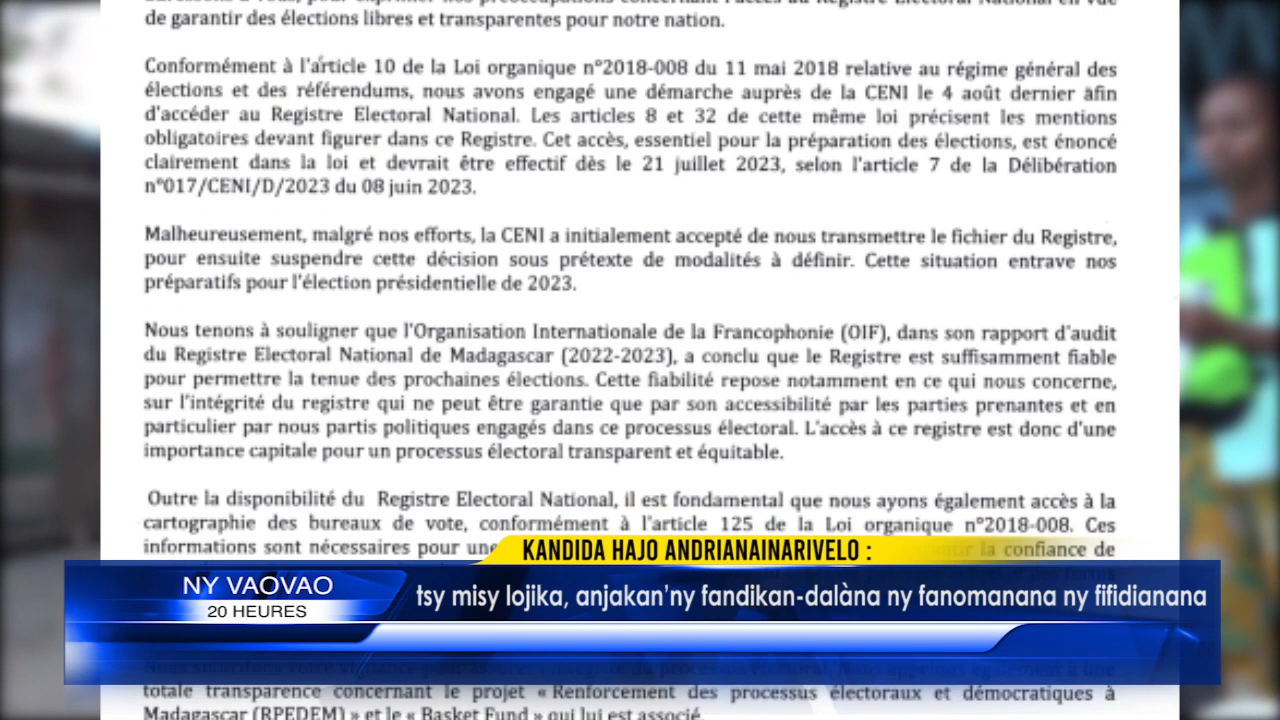 de garantir des élections libres et transparentes pour notre nation.
Conformément à l'article 10 de la Loi organique n°2018-008 du 11 mai 2018 relative au régime général des
élections et des référendums, nous avons engagé une démarche auprès de la CENI le 4 août dernier afin
d'accéder au Registre Electoral National. Les articles 8 et 32 de cette même loi précisent les mentions
obligatoires devant figurer dans ce Registre. Cet accès, essentiel pour la préparation des élections, est énoncé
clairement dans la loi et devrait être effectif dès le 21 juillet 2023, selon l'article 7 de la Délibération
n°017/CENI/D/2023 du 08 juin 2023.
Malheureusement, malgré nos efforts, la CENI a initialement accepté de nous transmettre le fichier du Registre,
pour ensuite suspendre cette décision sous prétexte de modalités à définir. Cette situation entrave nos
préparatifs pour l'élection présidentielle de 2023.
Nous tenons à souligner que l'Organisation Internationale de la Francophonie (OIF), dans son rapport d'audit
du Registre Electoral National de Madagascar (2022-2023), a conclu que le Registre est suffisamment fiable
pour permettre la tenue des prochaines élections. Cette fiabilité repose notamment en ce qui nous concerne,
sur l'intégrité du registre qui ne peut être garantie que par son accessibilité par les parties prenantes et en
particulier par nous partis politiques engagés dans ce processus électoral. L'accès à ce registre est donc d'une
importance capitale pour un processus électoral transparent et équitable.
Outre la disponibilité du Registre Electoral National, il est fondamental que nous ayons également accès à la
cartographie des bureaux de vote, conformément à l'article 125 de la Loi organique n°2018-008. Ces
informations sont nécessaires pour une la confiance de
KANDIDA HAJO ANDRIANAINARIVELO :
NY VAOVAO
20 HEURES
tsy misy lojika, anjakan'ny fandikan-dalàna ny fanomanana ny fifidianana
totale transparence concernant le projet « Renforcement des processus électoraux et démocratiques à
Madagascar (RPEDEM) » et le « Basket Fund » qui lui est associé.